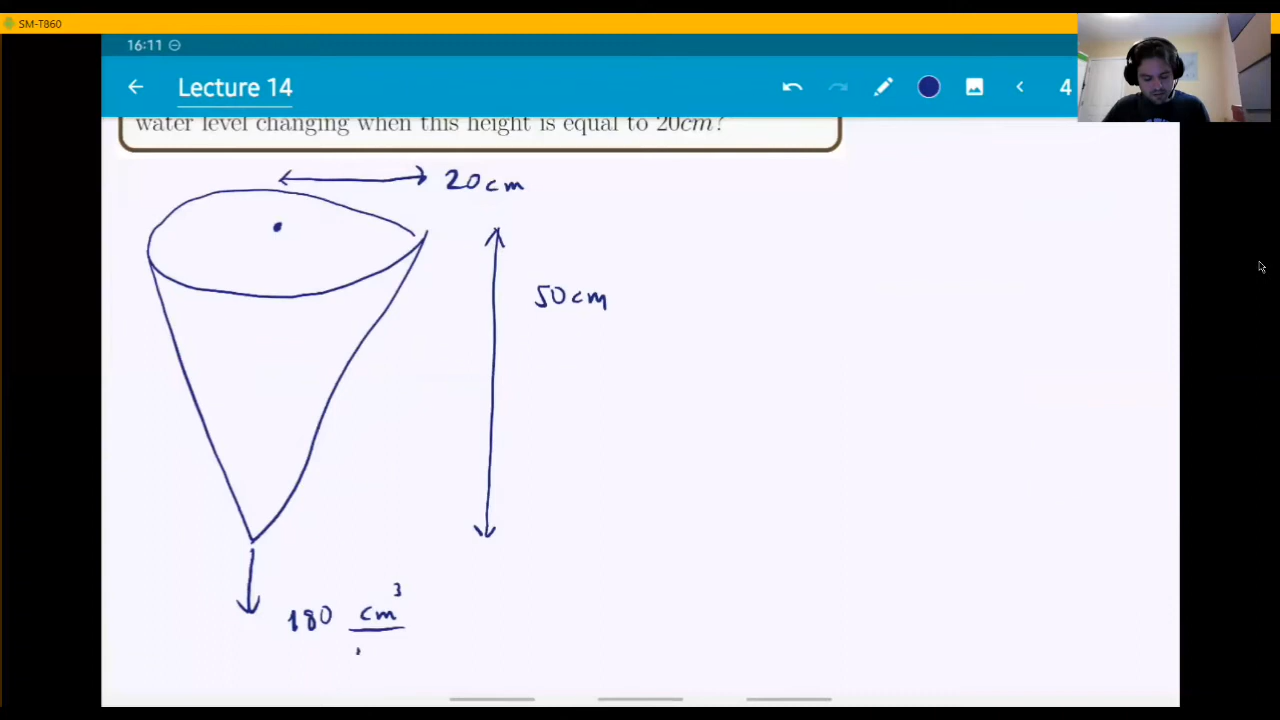 SM-T860
16:11
Lecture 14
4
water level changing when this height is equal to 20cm?
20cm
50cm
180 cm³